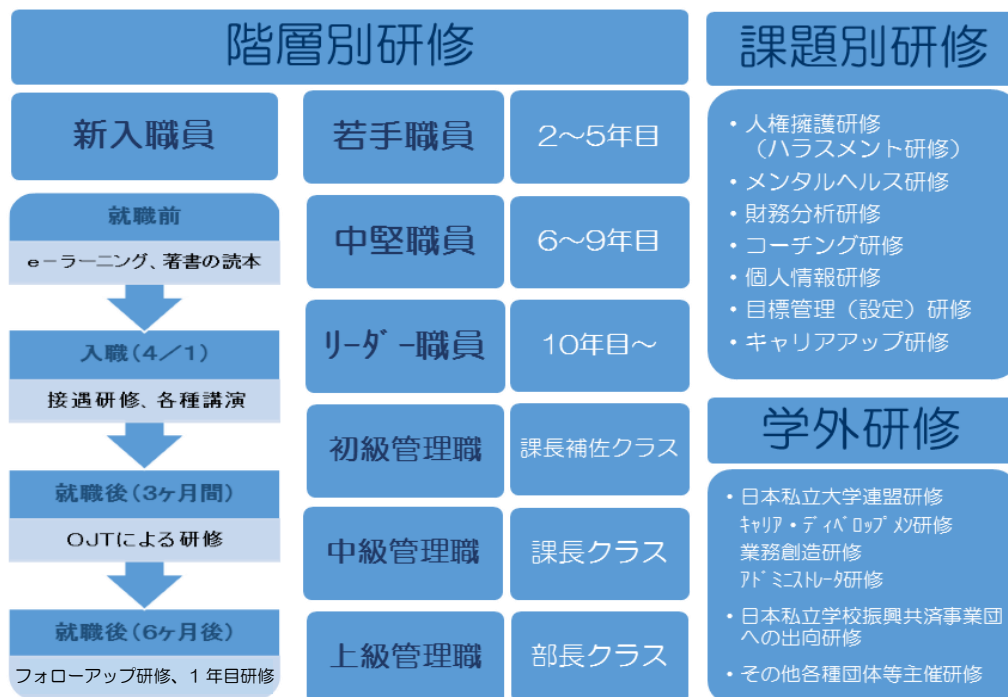 階層別研修
新入職員
就職前
e－ラーニング、著書の読本
入職(4／1)
接遇研修、各種講演
就職後(3ヶ月間)
OJTによる研修
就職後(6ヶ月後)
フォローアップ研修、1 年目研修
若手職員
2～5年目
中堅職員
6～9年目
リーダー職員
10年目～
初級管理職
課長補佐クラス
中級管理職
課長クラス
上級管理職
部長クラス
課題別研修
・人権擁護研修
（ハラスメント研修）
・メンタルヘルス研修
・財務分析研修
・コーチング研修
・個人情報研修
・目標管理（設定）研修
・キャリアアップ研修
学外研修
・日本私立大学連盟研修
ｷｬﾘｱ・ﾃﾞｨﾍﾞﾛｯﾌﾟﾒﾝ研修
業務創造研修
ｱﾄﾞﾐﾆｽﾄﾚｰﾀ研修
・日本私立学校振興共済事業団
への出向研修
・その他各種団体等主催研修